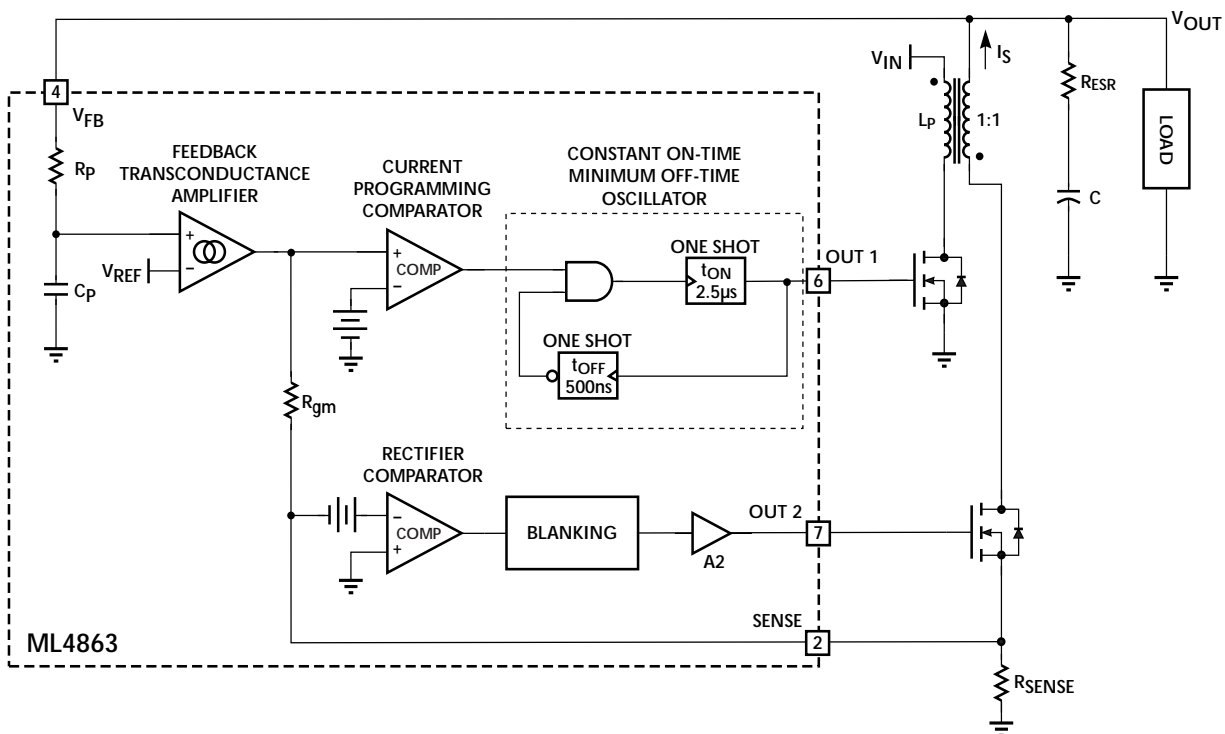 VOUT
IS
VIN
RESR
4
VFB
LP
1:1
LOAD
RP
FEEDBACK
TRANSCONDUCTANCE
AMPLIFIER
CURRENT
PROGRAMMING
COMPARATOR
CONSTANT ON-TIME
MINIMUM OFF-TIME
OSCILLATOR
C
+
VREF
–
+
COMP
–
ONE SHOT
tON
2.5µs
OUT 1
6
CP
ONE SHOT
tOFF
500ns
Rgm
RECTIFIER
COMPARATOR
–
COMP
+
BLANKING
A2
OUT 2
7
SENSE
2
ML4863
RSENSE